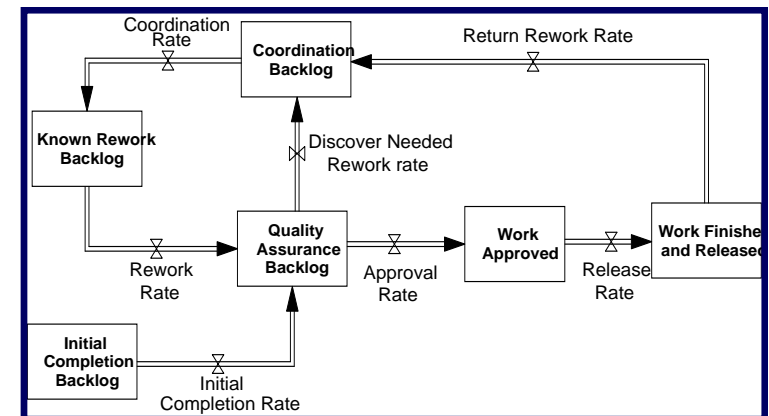 Coordination
Rate
Coordination
Backlog
Return Rework Rate
Known Rework
Backlog
Discover Needed
Rework rate
Quality
Assurance
Backlog
Work
Approved
Work Finishe
and Released
Rework
Rate
Approval
Rate
Release
Rate
Initial
Completion
Backlog
Initial
Completion Rate